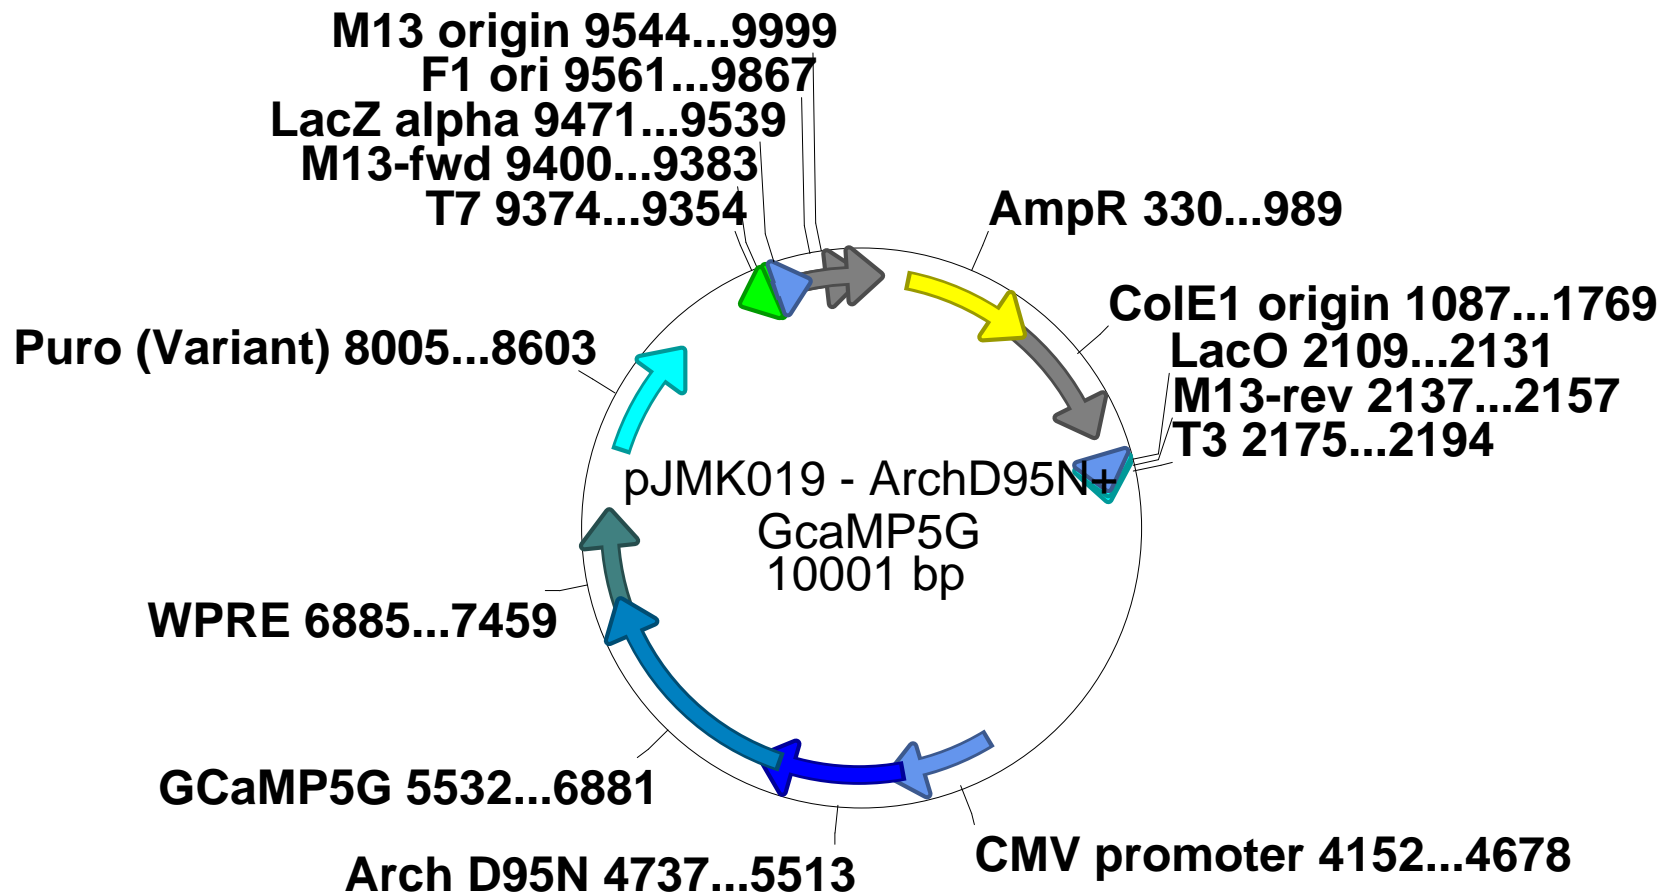 M13 origin 9544...9999
F1 ori 9561...9867
LacZ alpha 9471...9539
M13-fwd 9400...9383
T7 9374...9354
AmpR 330...989
ColE1 origin 1087...1769
LacO 2109...2131
M13-rev 2137...2157
T3 2175...2194
Puro (Variant) 8005...8603
pJMK019 - ArchD95N+
GcaMP5G
10001 bp
WPRE 6885...7459
GCaMP5G 5532...6881
Arch D95N 4737...5513
CMV promoter 4152...4678